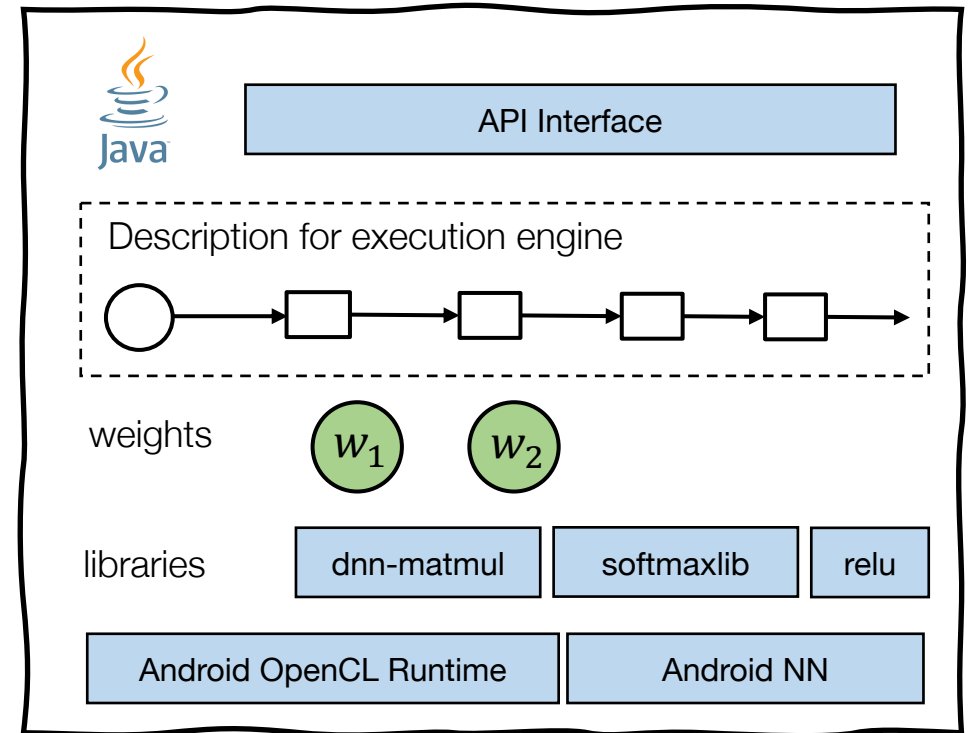 Java
API Interface
Description for execution engine
weights
w₁
w₂
libraries
dnn-matmul
softmaxlib
relu
Android OpenCL Runtime
Android NN